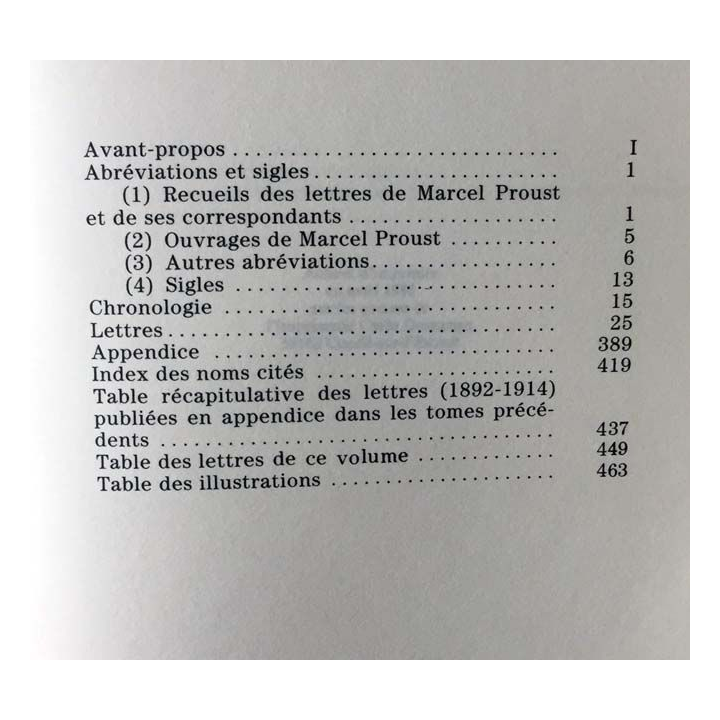 Avant-propos .............................. I
Abréviations et sigles ....................... 1
(1) Recueils des lettres de Marcel Proust
et de ses correspondants ................... 1
(2) Ouvrages de Marcel Proust .......... 5
(3) Autres abréviations ................. 6
(4) Sigles .............................. 13
Chronologie .............................. 15
Lettres .................................... 25
Appendice ................................ 389
Index des noms cités ...................... 419
Table récapitulative des lettres (1892-1914)
publiées en appendice dans les tomes précé-
dents ..................................... 437
Table des lettres de ce volume ............. 449
Table des illustrations ..................... 463